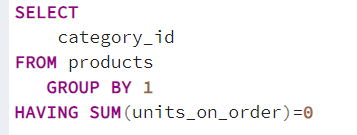 SELECT
    category_id
FROM products
   GROUP BY 1
HAVING SUM(units_on_order)=0